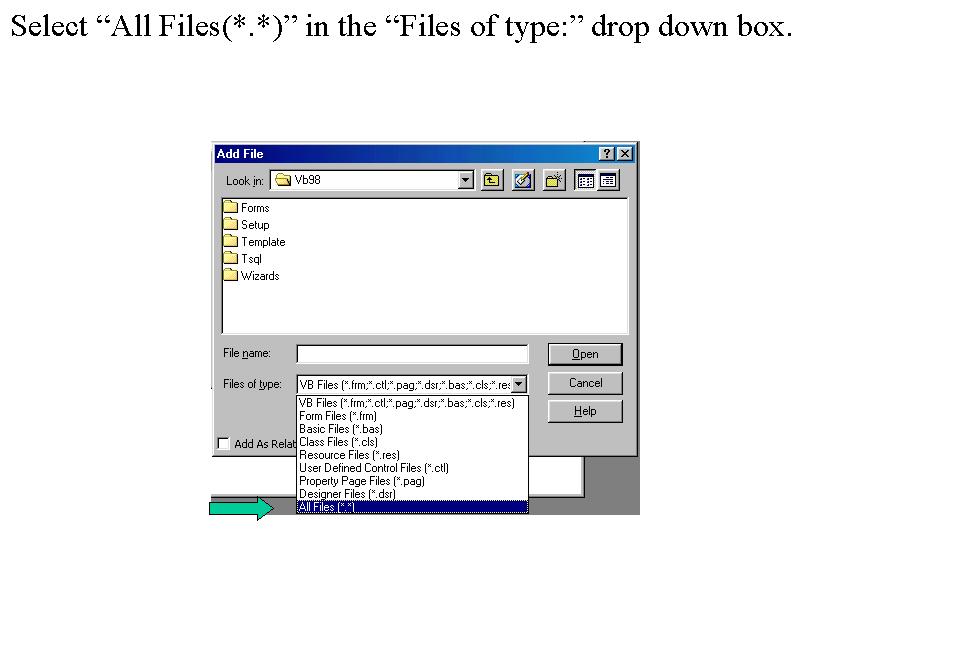 Select “All Files(*.*)” in the “Files of type:” drop down box.
Add File
Look in:
Vb98
Forms
Setup
Template
Tsql
Wizards
File name:
Open
Files of type:
VB Files (*.frm;*.ctl;*.pag;*.dsr;*.bas;*.cls;*.res
Cancel
VB Files (*.frm;*.ctl;*.pag;*.dsr;*.bas;*.cls;*.res)
Form Files (*.frm)
Help
Basic Files (*.bas)
Add As Relat
Class Files (*.cls)
Resource Files (*.res)
User Defined Control Files (*.ctl)
Property Page Files (*.pag)
Designer Files (*.dsr)
All Files (*.*)